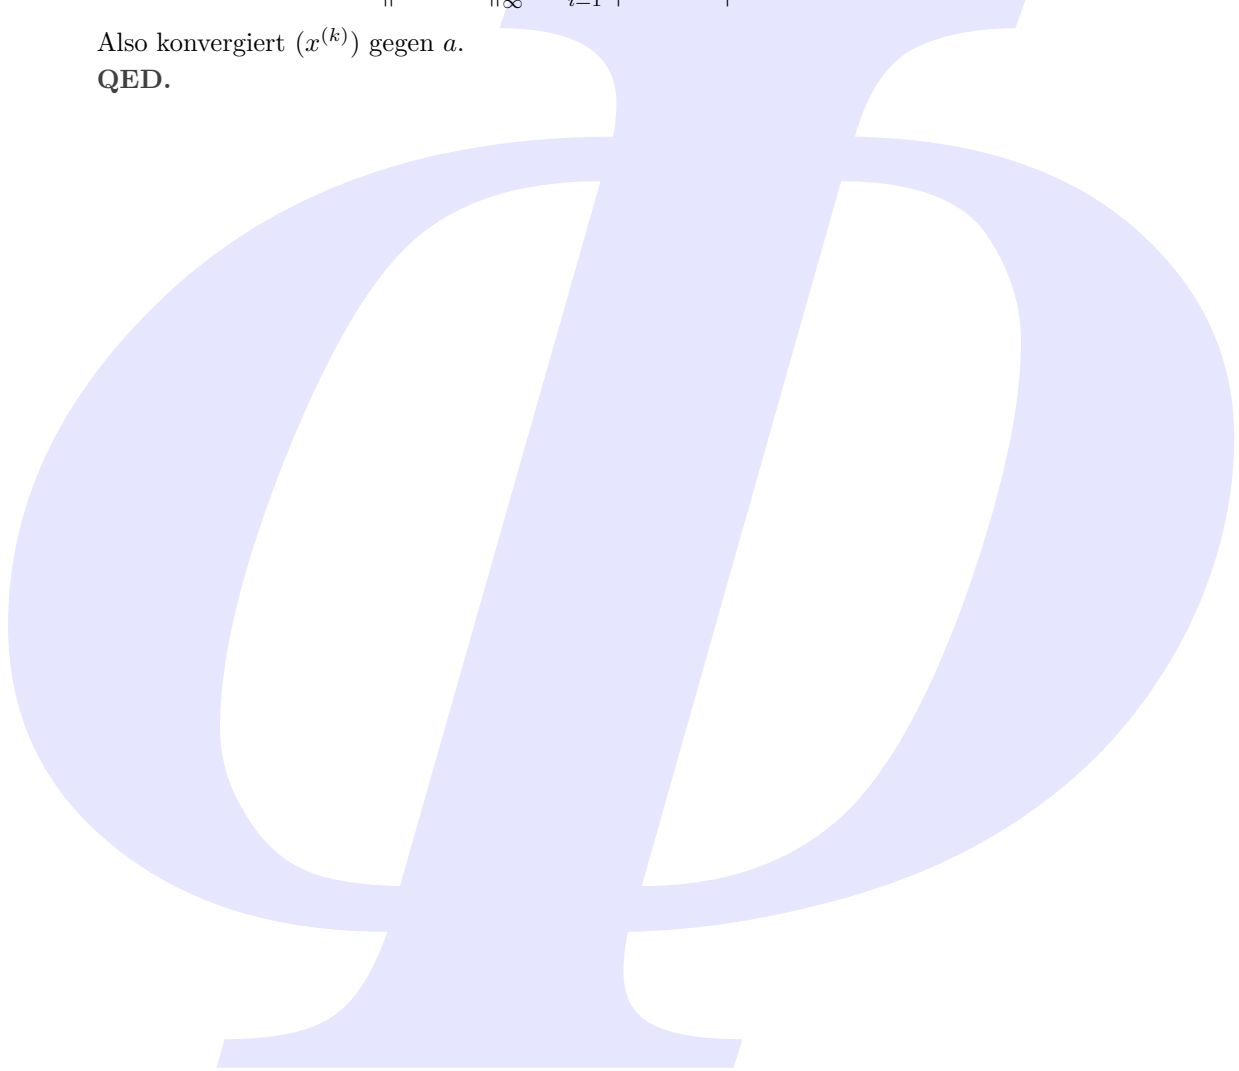 Also konvergiert (x^{(k)}) gegen a.
QED.